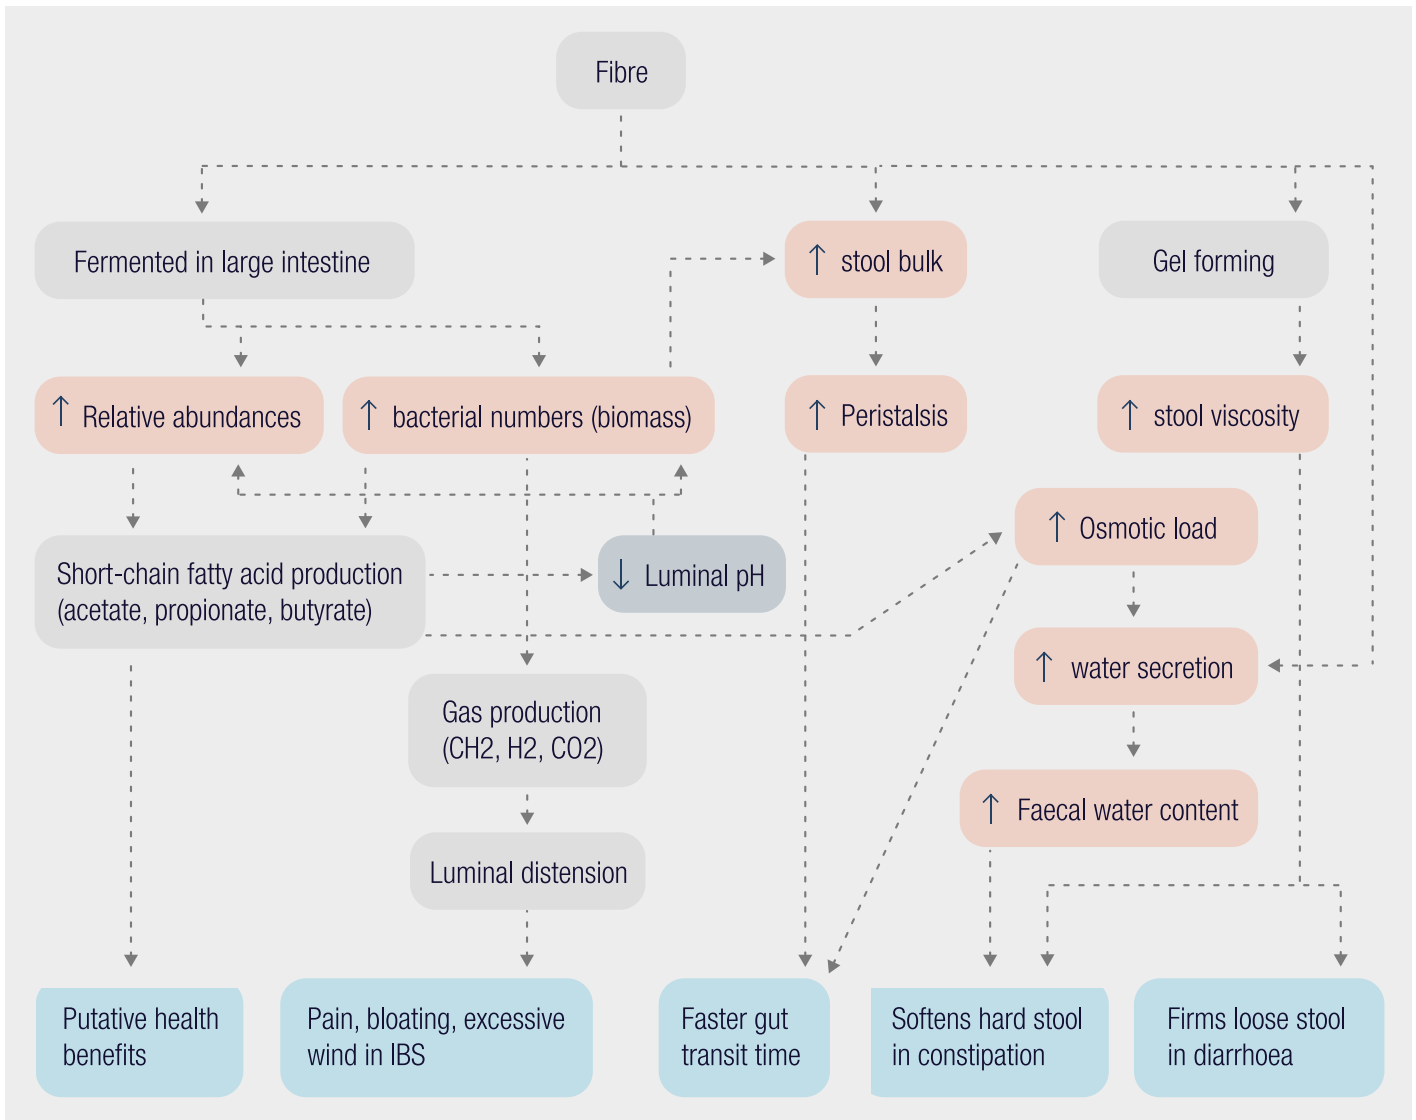 Fibre
Fermented in large intestine
↑ stool bulk
Gel forming
↑ Relative abundances
↑ bacterial numbers (biomass)
↑ Peristalsis
↑ stool viscosity
↑ Osmotic load
Short-chain fatty acid production
(acetate, propionate, butyrate)
↓ Luminal pH
↑ water secretion
Gas production
(CH2, H2, CO2)
↑ Faecal water content
Luminal distension
Putative health
benefits
Pain, bloating, excessive
wind in IBS
Faster gut
transit time
Softens hard stool
in constipation
Firms loose stool
in diarrhoea